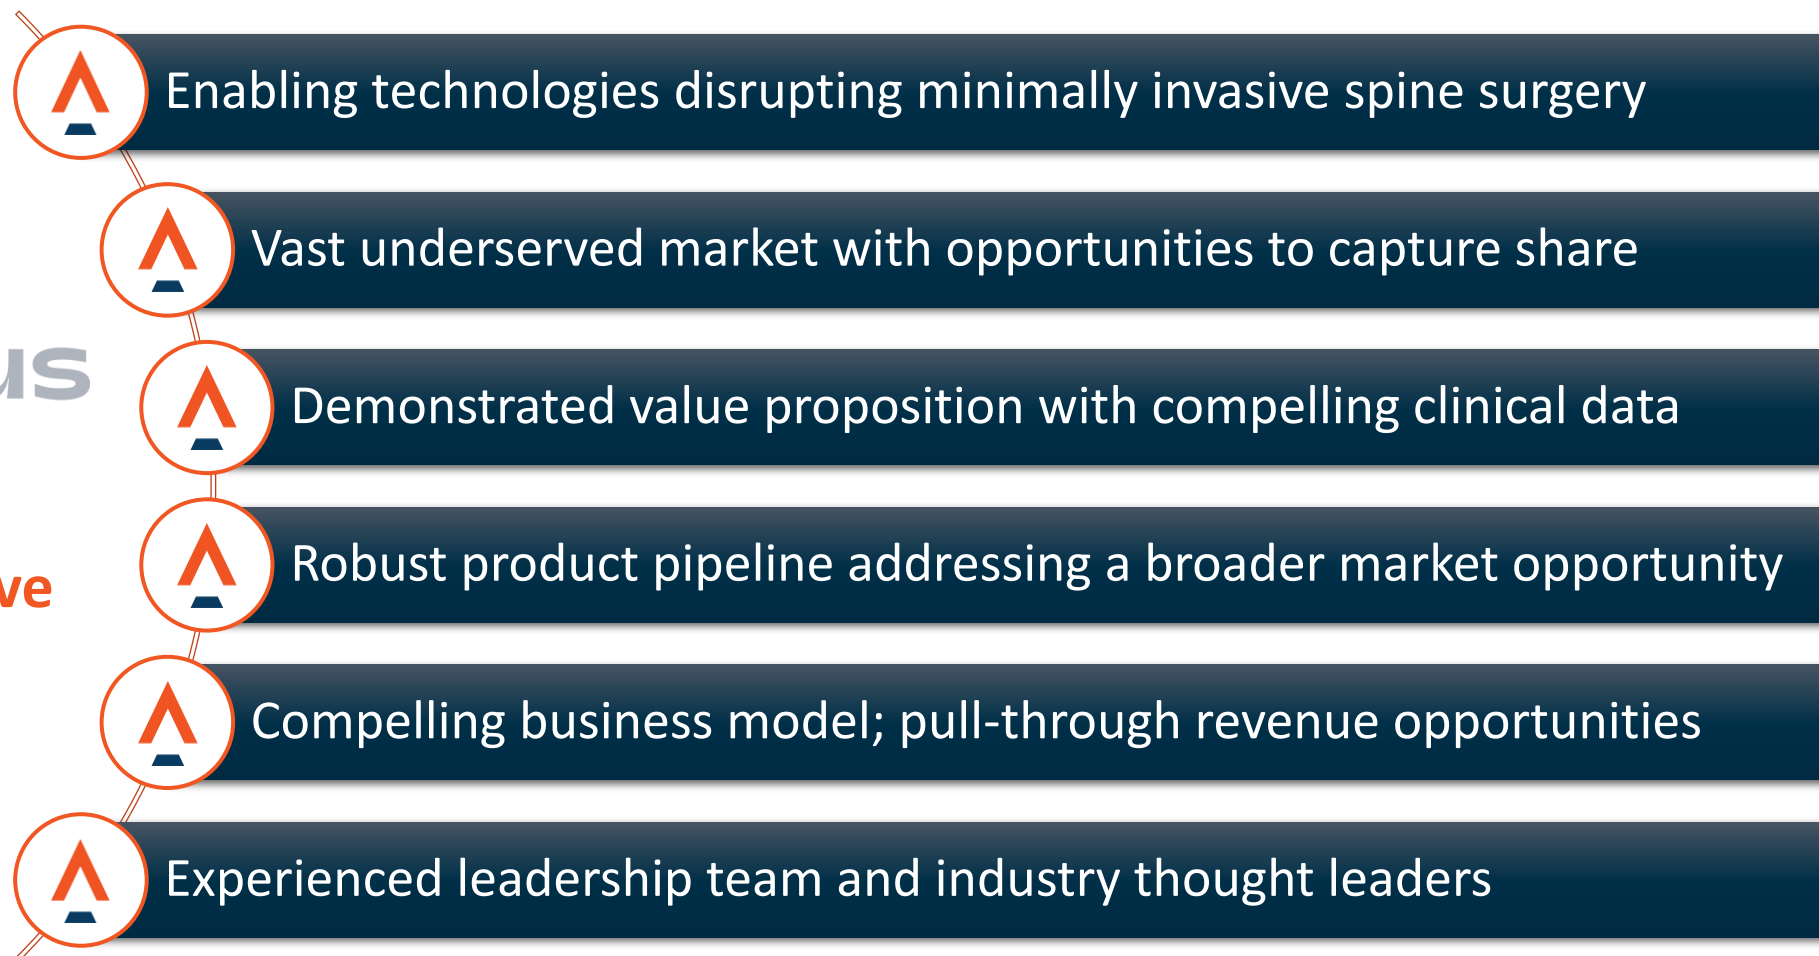 Enabling technologies disrupting minimally invasive spine surgery
Vast underserved market with opportunities to capture share
Demonstrated value proposition with compelling clinical data
Robust product pipeline addressing a broader market opportunity
Compelling business model; pull-through revenue opportunities
Experienced leadership team and industry thought leaders